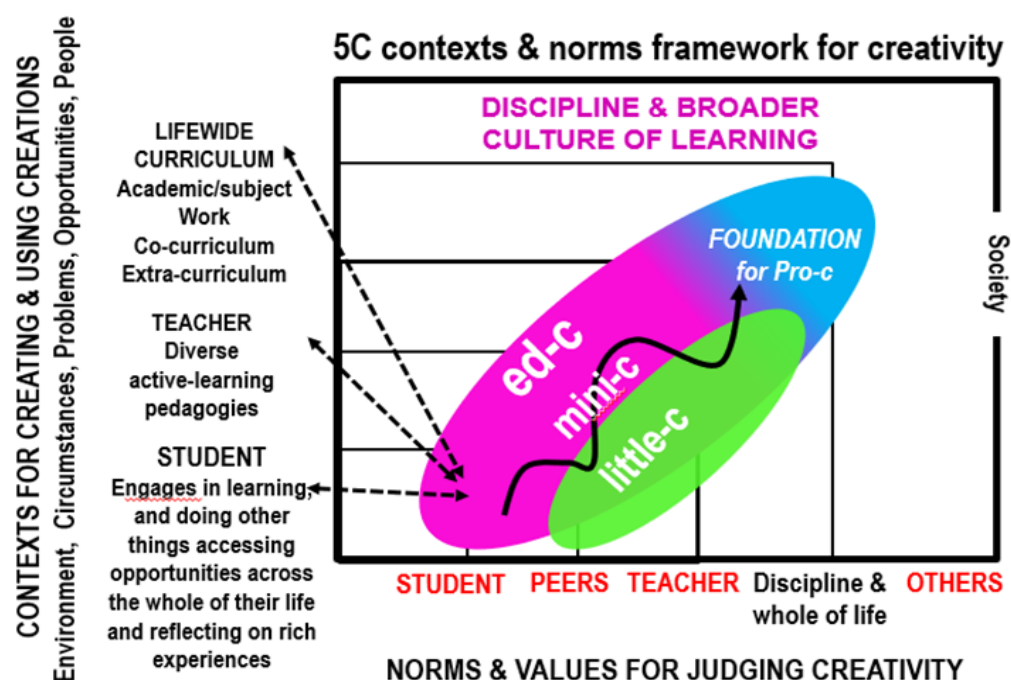 5C contexts & norms framework for creativity
CONTEXTS FOR CREATING & USING CREATIONS
Environment, Circumstances, Problems, Opportunities, People
DISCIPLINE & BROADER
CULTURE OF LEARNING
LIFEWIDE
CURRICULUM
Academic/subject
Work
Co-curriculum
Extra-curriculum
TEACHER
Diverse
active-learning
pedagogies
STUDENT
Engages in learning,
and doing other
things accessing
opportunities across
the whole of their life
and reflecting on rich
experiences
FOUNDATION
for Pro-c
ed-c
mini-c
little-c
Society
STUDENT PEERS TEACHER Discipline & OTHERS
whole of life
NORMS & VALUES FOR JUDGING CREATIVITY